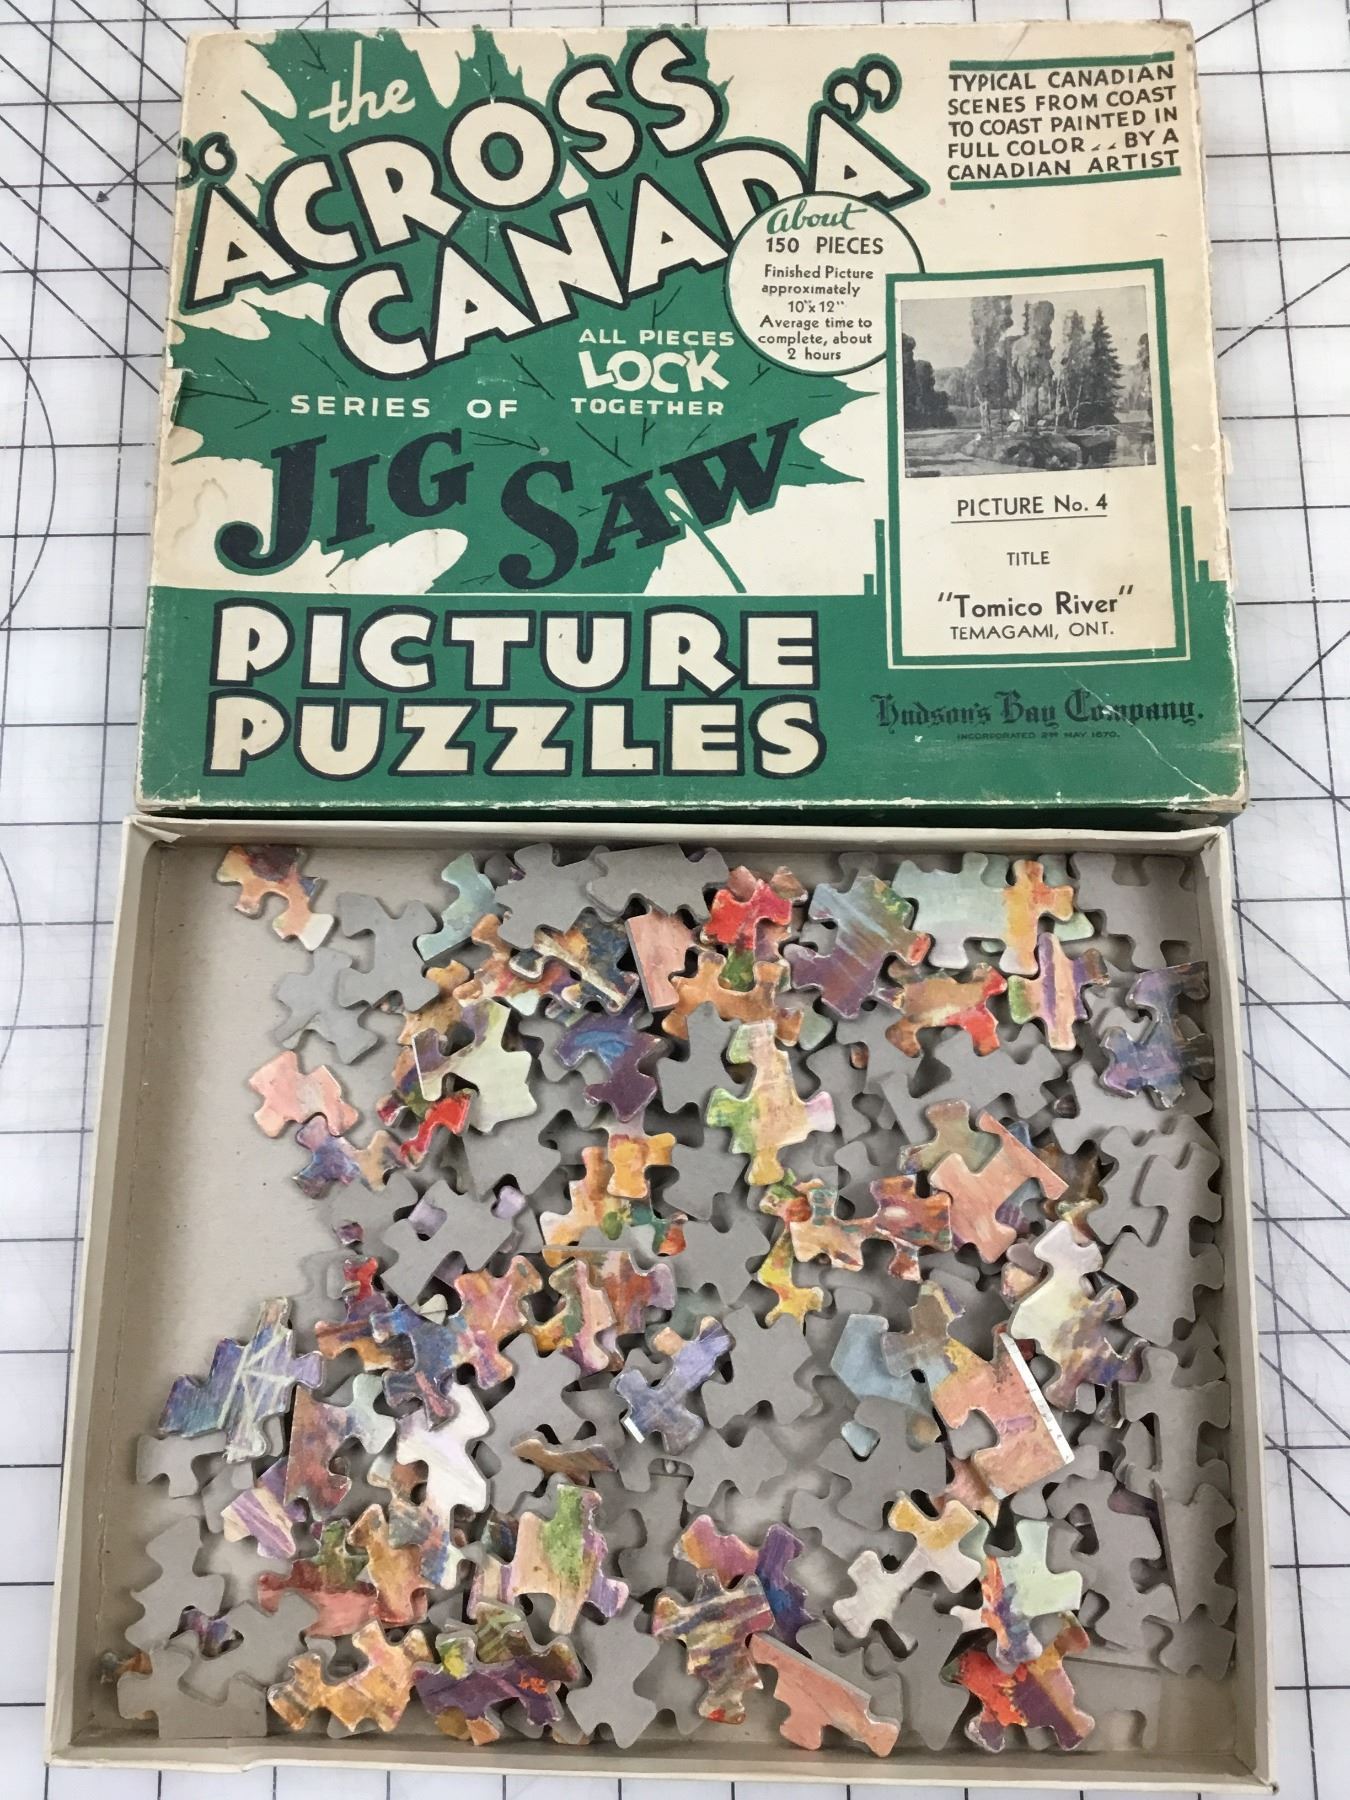 the
"ACROSS
CANADA"
TYPICAL CANADIAN
SCENES FROM COAST
TO COAST PAINTED IN
FULL COLOR . . . BY A
CANADIAN ARTIST
About
150 PIECES
Finished Picture
approximately
10" x 12"
Average time to
complete, about
2 hours
ALL PIECES
LOCK
TOGETHER
SERIES OF
JIG SAW
PICTURE
PUZZLES
PICTURE No. 4
TITLE
"Tomico River"
TEMAGAMI, ONT.
Hudson's Bay Company.
INCORPORATED 2ND MAY 1670.